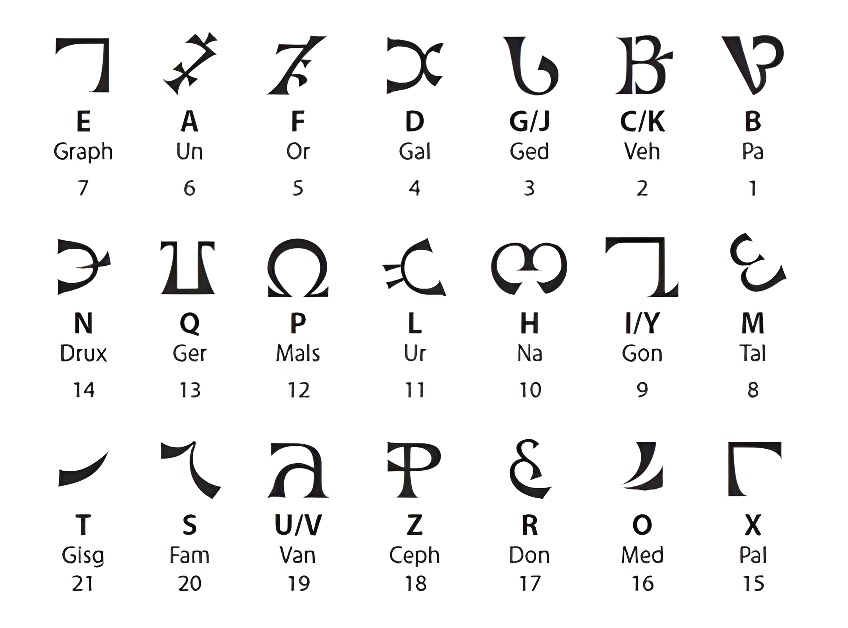 E A F D G/J C/K B
Graph Un Or Gal Ged Veh Pa
7 6 5 4 3 2 1
N Q P L H I/Y M
Drux Ger Mals Ur Na Gon Tal
14 13 12 11 10 9 8
T S U/V Z R O X
Gisg Fam Van Ceph Don Med Pal
21 20 19 18 17 16 15